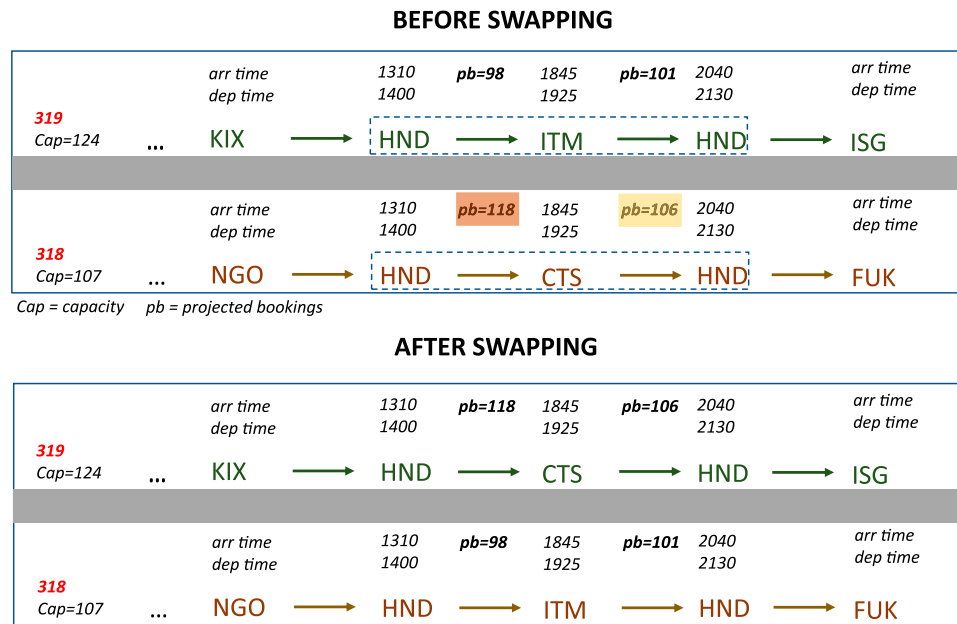 BEFORE SWAPPING
arr time 1310 pb=98 1845 pb=101 2040 arr time
dep time 1400 1925 2130 dep time
319
Cap=124 ... KIX HND ITM HND ISG
arr time 1310 pb=118 1845 pb=106 2040 arr time
dep time 1400 1925 2130 dep time
318
Cap=107 ... NGO HND CTS HND FUK
Cap = capacity pb = projected bookings
AFTER SWAPPING
arr time 1310 pb=118 1845 pb=106 2040 arr time
dep time 1400 1925 2130 dep time
319
Cap=124 ... KIX HND CTS HND ISG
arr time 1310 pb=98 1845 pb=101 2040 arr time
dep time 1400 1925 2130 dep time
318
Cap=107 ... NGO HND ITM HND FUK